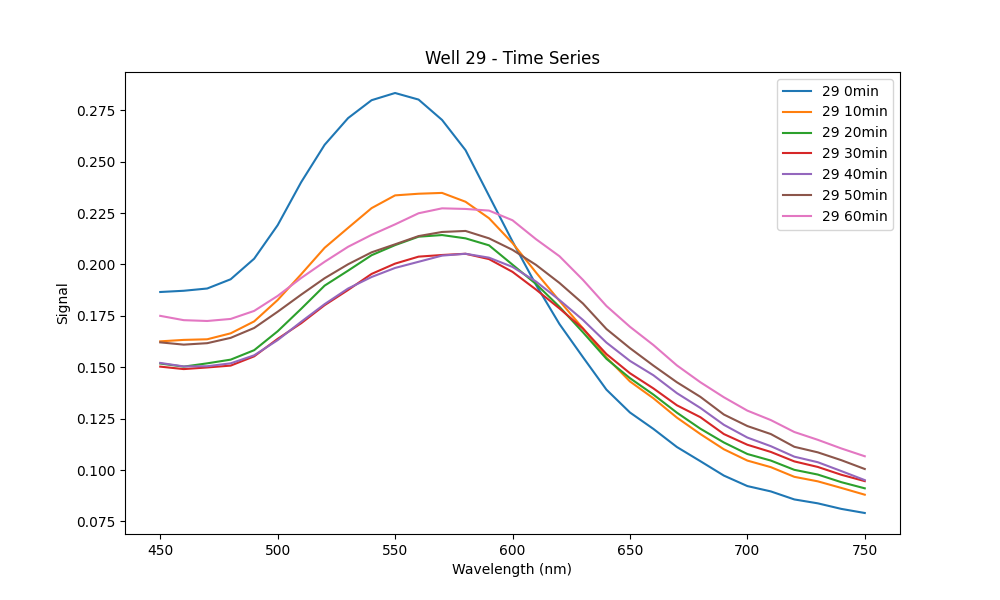 Well 29 - Time Series
29 0min
29 10min
29 20min
29 30min
29 40min
29 50min
29 60min
Signal
0.275
0.250
0.225
0.200
0.175
0.150
0.125
0.100
0.075
450 500 550 600 650 700 750
Wavelength (nm)